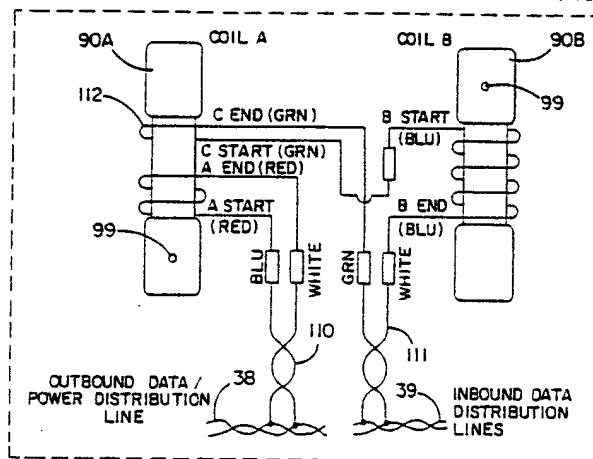 90A
COIL A
COIL B
90B
112
99
C END (GRN)
B START
(BLU)
C START (GRN)
A END (RED)
A START
(RED)
B END
(BLU)
99
BLU
WHITE
GRN
WHITE
110
111
OUTBOUND DATA /
POWER DISTRIBUTION
LINE
38
39
INBOUND DATA
DISTRIBUTION
LINES